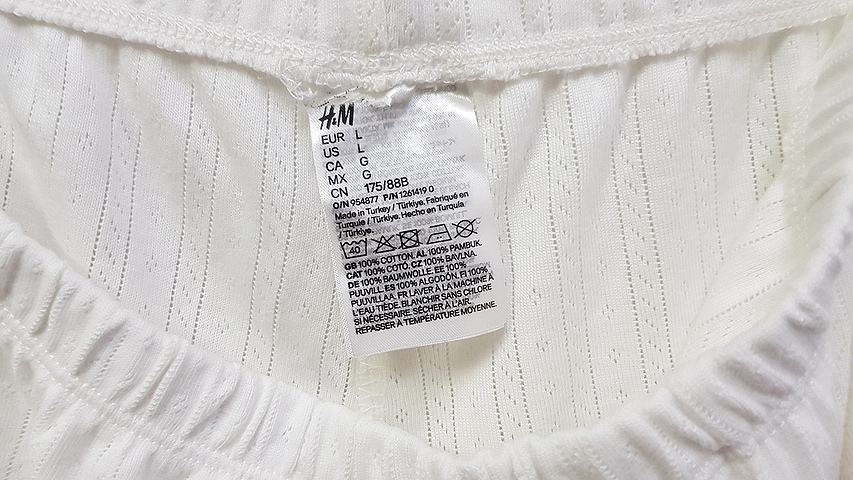 H&M
EUR L
US L
CA G
MX G
CN 175/88B
O/N 954877 P/N 1261419 0
Made in Turkey / Türkiye. Fabriqué en
Turquie / Türkiye. Hecho en Turquía
/ Türkiye.
40
GB 100% COTTON. AL 100% PAMBUK.
CAT 100% COTÓ. CZ 100% BAVLNA.
DE 100% BAUMWOLLE. EE 100%
PUUVILL. ES 100% ALGODÓN. FI 100%
PUUVILLAA. FR LAVER À LA MACHINE À
L'EAU TIÈDE. BLANCHIR SANS CHLORE
SI NÉCESSAIRE. SÉCHER À L'AIR.
REPASSER À TEMPÉRATURE MOYENNE.